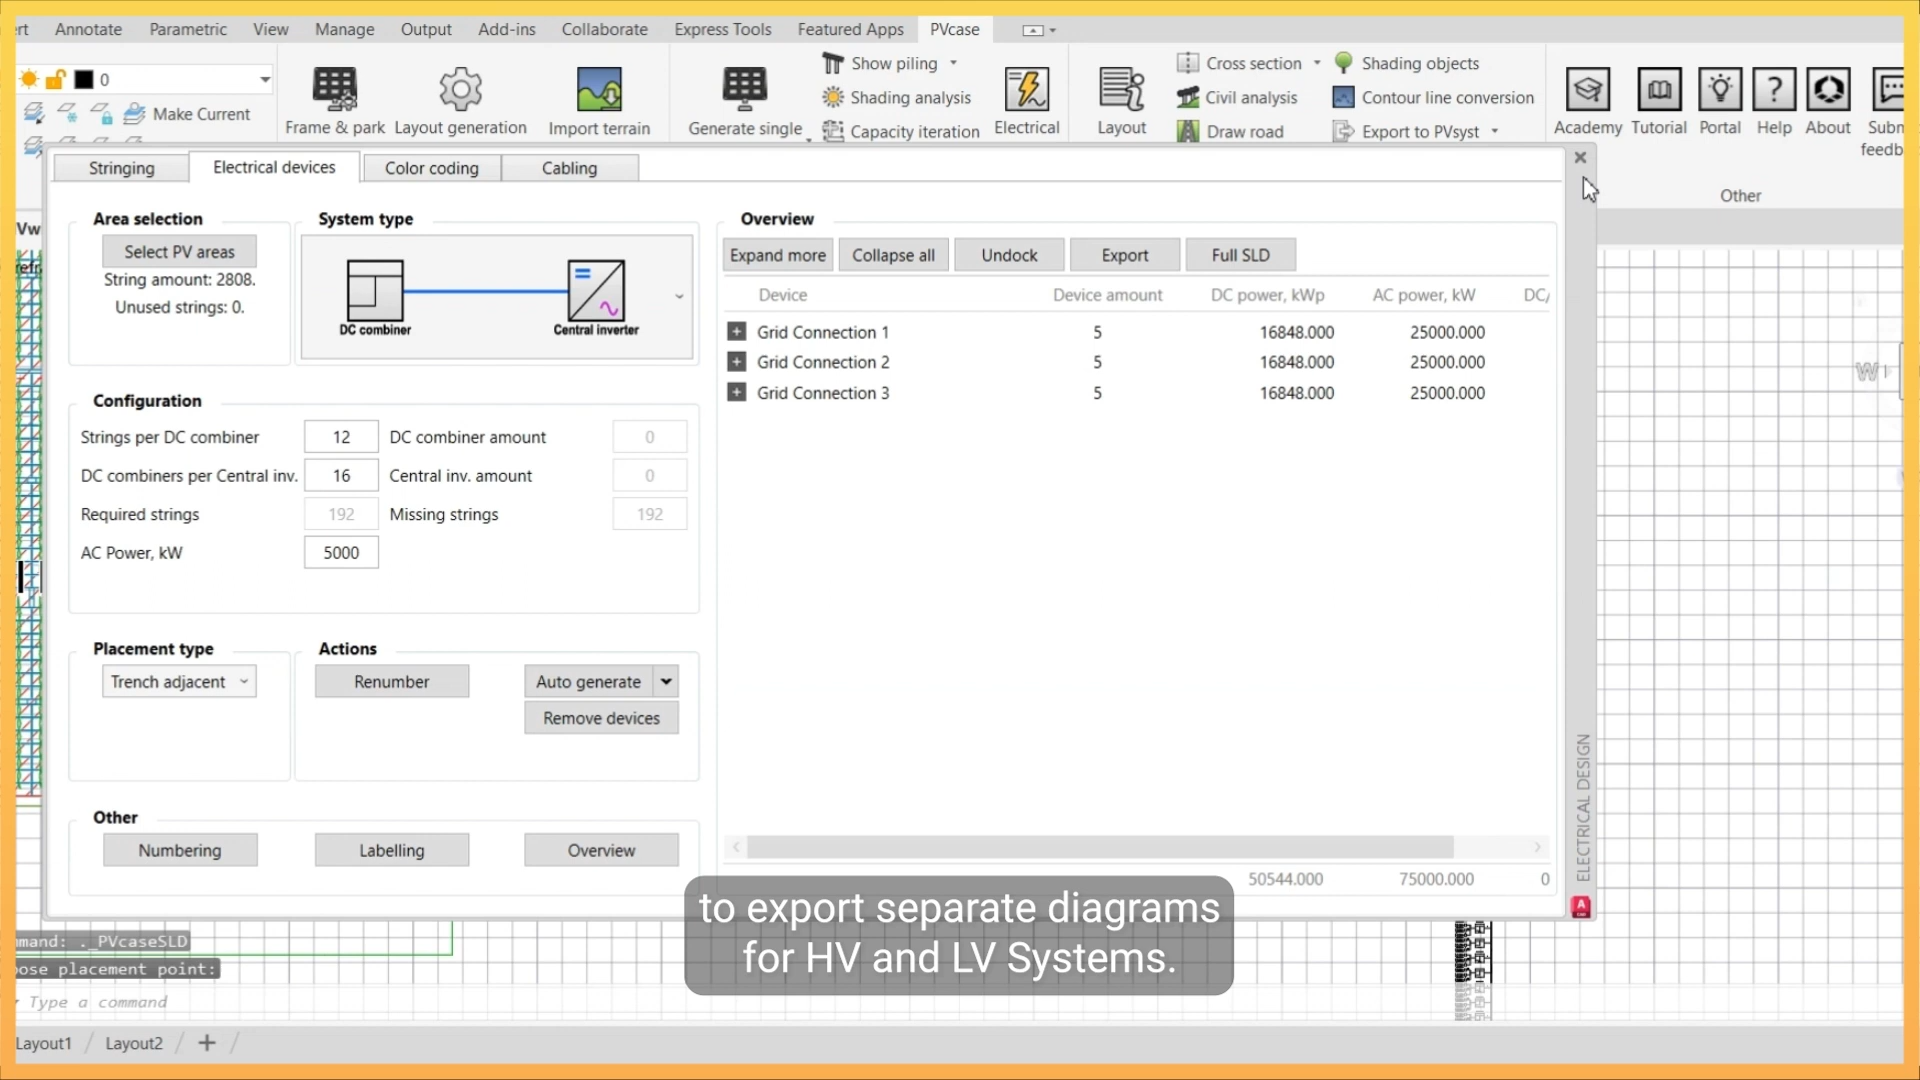 rt Annotate Parametric View Manage Output Add-ins Collaborate Express Tools Featured Apps PVcase
0
Make Current
Frame & park
Layout generation
Import terrain
Generate single
Show piling
Shading analysis
Capacity iteration
Electrical
Layout
Cross section
Civil analysis
Draw road
Shading objects
Contour line conversion
Export to PVsyst
Academy Tutorial Portal Help About Subn
feedb
Other
Stringing Electrical devices Color coding Cabling
Area selection
Select PV areas
String amount: 2808.
Unused strings: 0.
System type
DC combiner
Central inverter
Configuration
Strings per DC combiner 12 DC combiner amount 0
DC combiners per Central inv. 16 Central inv. amount 0
Required strings 192 Missing strings 192
AC Power, kW 5000
Placement type
Trench adjacent
Actions
Renumber
Auto generate
Remove devices
Other
Numbering
Labelling
Overview
Overview
Expand more Collapse all Undock Export Full SLD
Device Device amount DC power, kWp AC power, kW DC/
Grid Connection 1 5 16848.000 25000.000
Grid Connection 2 5 16848.000 25000.000
Grid Connection 3 5 16848.000 25000.000
50544.000 75000.000 0
ELECTRICAL DESIGN
Vw
refr
W
to export separate diagrams
for HV and LV Systems.
mmand: ._PVcaseSLD
oose placement point:
Type a command
Layout1 Layout2 +